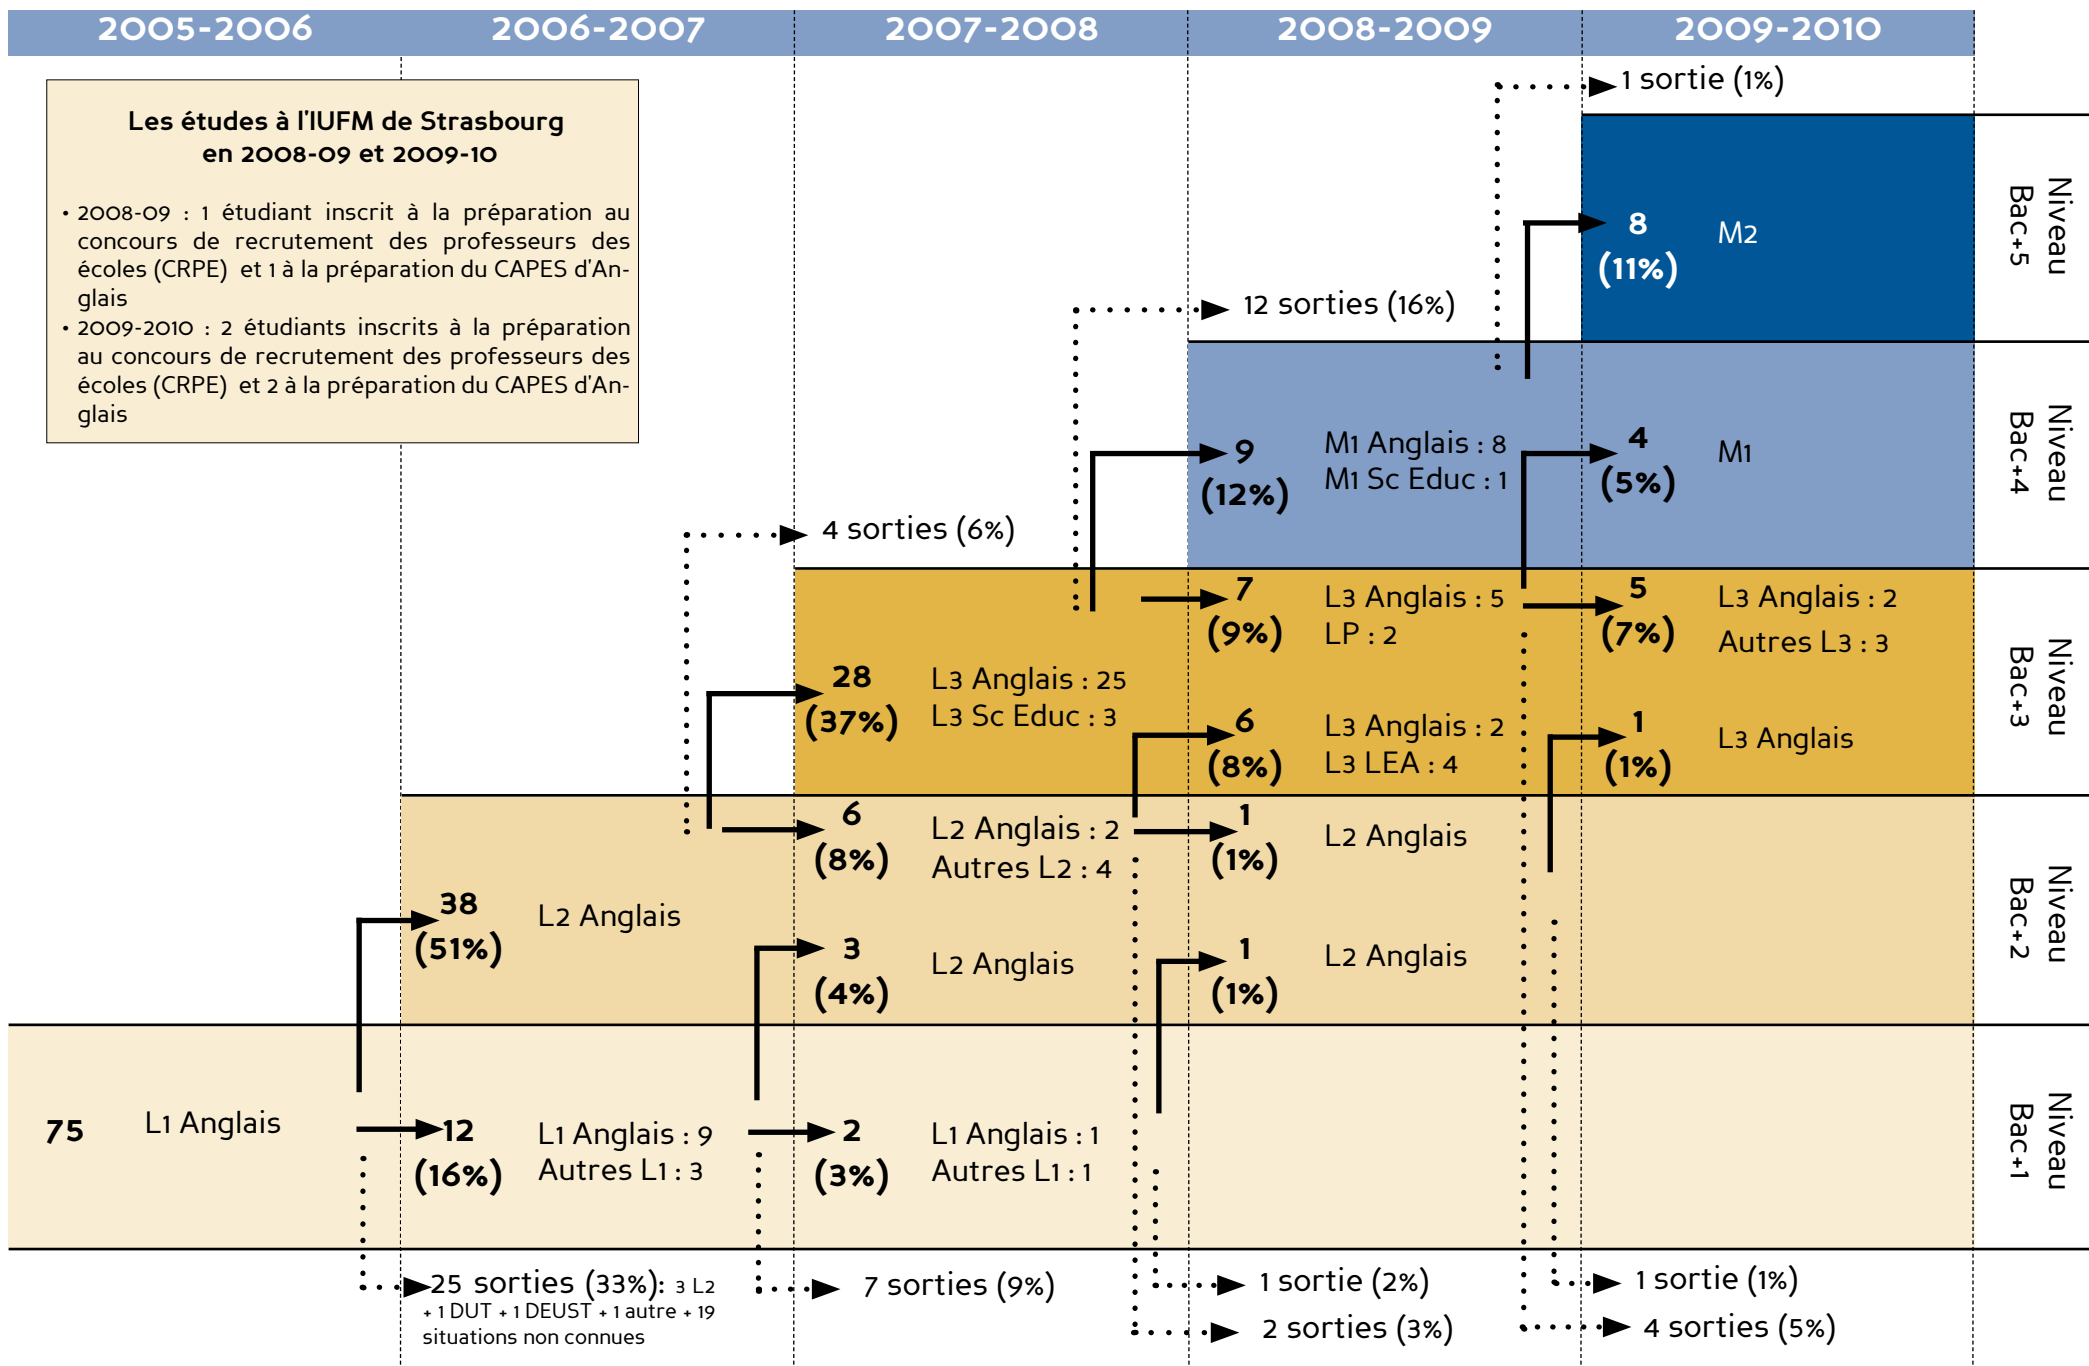 2005-2006
2006-2007
2007-2008
2008-2009
2009-2010
Les études à l'IUFM de Strasbourg
en 2008-09 et 2009-10
• 2008-09 : 1 étudiant inscrit à la préparation au
concours de recrutement des professeurs des
écoles (CRPE) et 1 à la préparation du CAPES d'An-
glais
• 2009-2010 : 2 étudiants inscrits à la préparation
au concours de recrutement des professeurs des
écoles (CRPE) et 2 à la préparation du CAPES d'An-
glais
1 sortie (1%)
8
(11%)
M2
Niveau
Bac+5
12 sorties (16%)
9
(12%)
M1 Anglais : 8
M1 Sc Educ : 1
4
(5%)
M1
Niveau
Bac+4
4 sorties (6%)
28
(37%)
L3 Anglais : 25
L3 Sc Educ : 3
7
(9%)
L3 Anglais : 5
LP : 2
6
(8%)
L3 Anglais : 2
L3 LEA : 4
5
(7%)
L3 Anglais : 2
Autres L3 : 3
1
(1%)
L3 Anglais
Niveau
Bac+3
38
(51%)
L2 Anglais
6
(8%)
L2 Anglais : 2
Autres L2 : 4
3
(4%)
L2 Anglais
1
(1%)
L2 Anglais
1
(1%)
L2 Anglais
Niveau
Bac+2
75
L1 Anglais
12
(16%)
L1 Anglais : 9
Autres L1 : 3
2
(3%)
L1 Anglais : 1
Autres L1 : 1
Niveau
Bac+1
25 sorties (33%): 3 L2
+ 1 DUT + 1 DEUST + 1 autre + 19
situations non connues
7 sorties (9%)
1 sortie (2%)
2 sorties (3%)
1 sortie (1%)
4 sorties (5%)